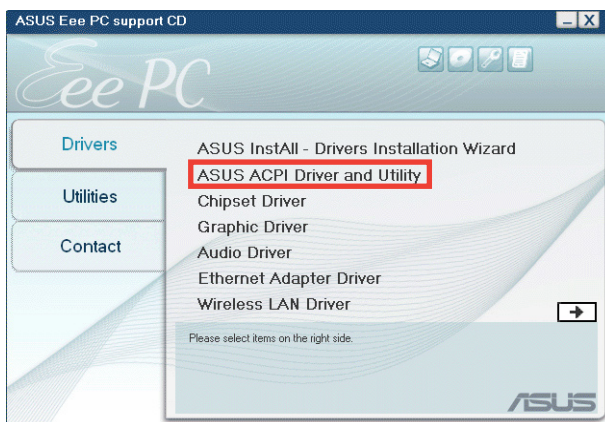 ASUS Eee PC support CD
Eee PC
Drivers
Utilities
Contact
ASUS InstAll - Drivers Installation Wizard
ASUS ACPI Driver and Utility
Chipset Driver
Graphic Driver
Audio Driver
Ethernet Adapter Driver
Wireless LAN Driver
Please select items on the right side.
ASUS